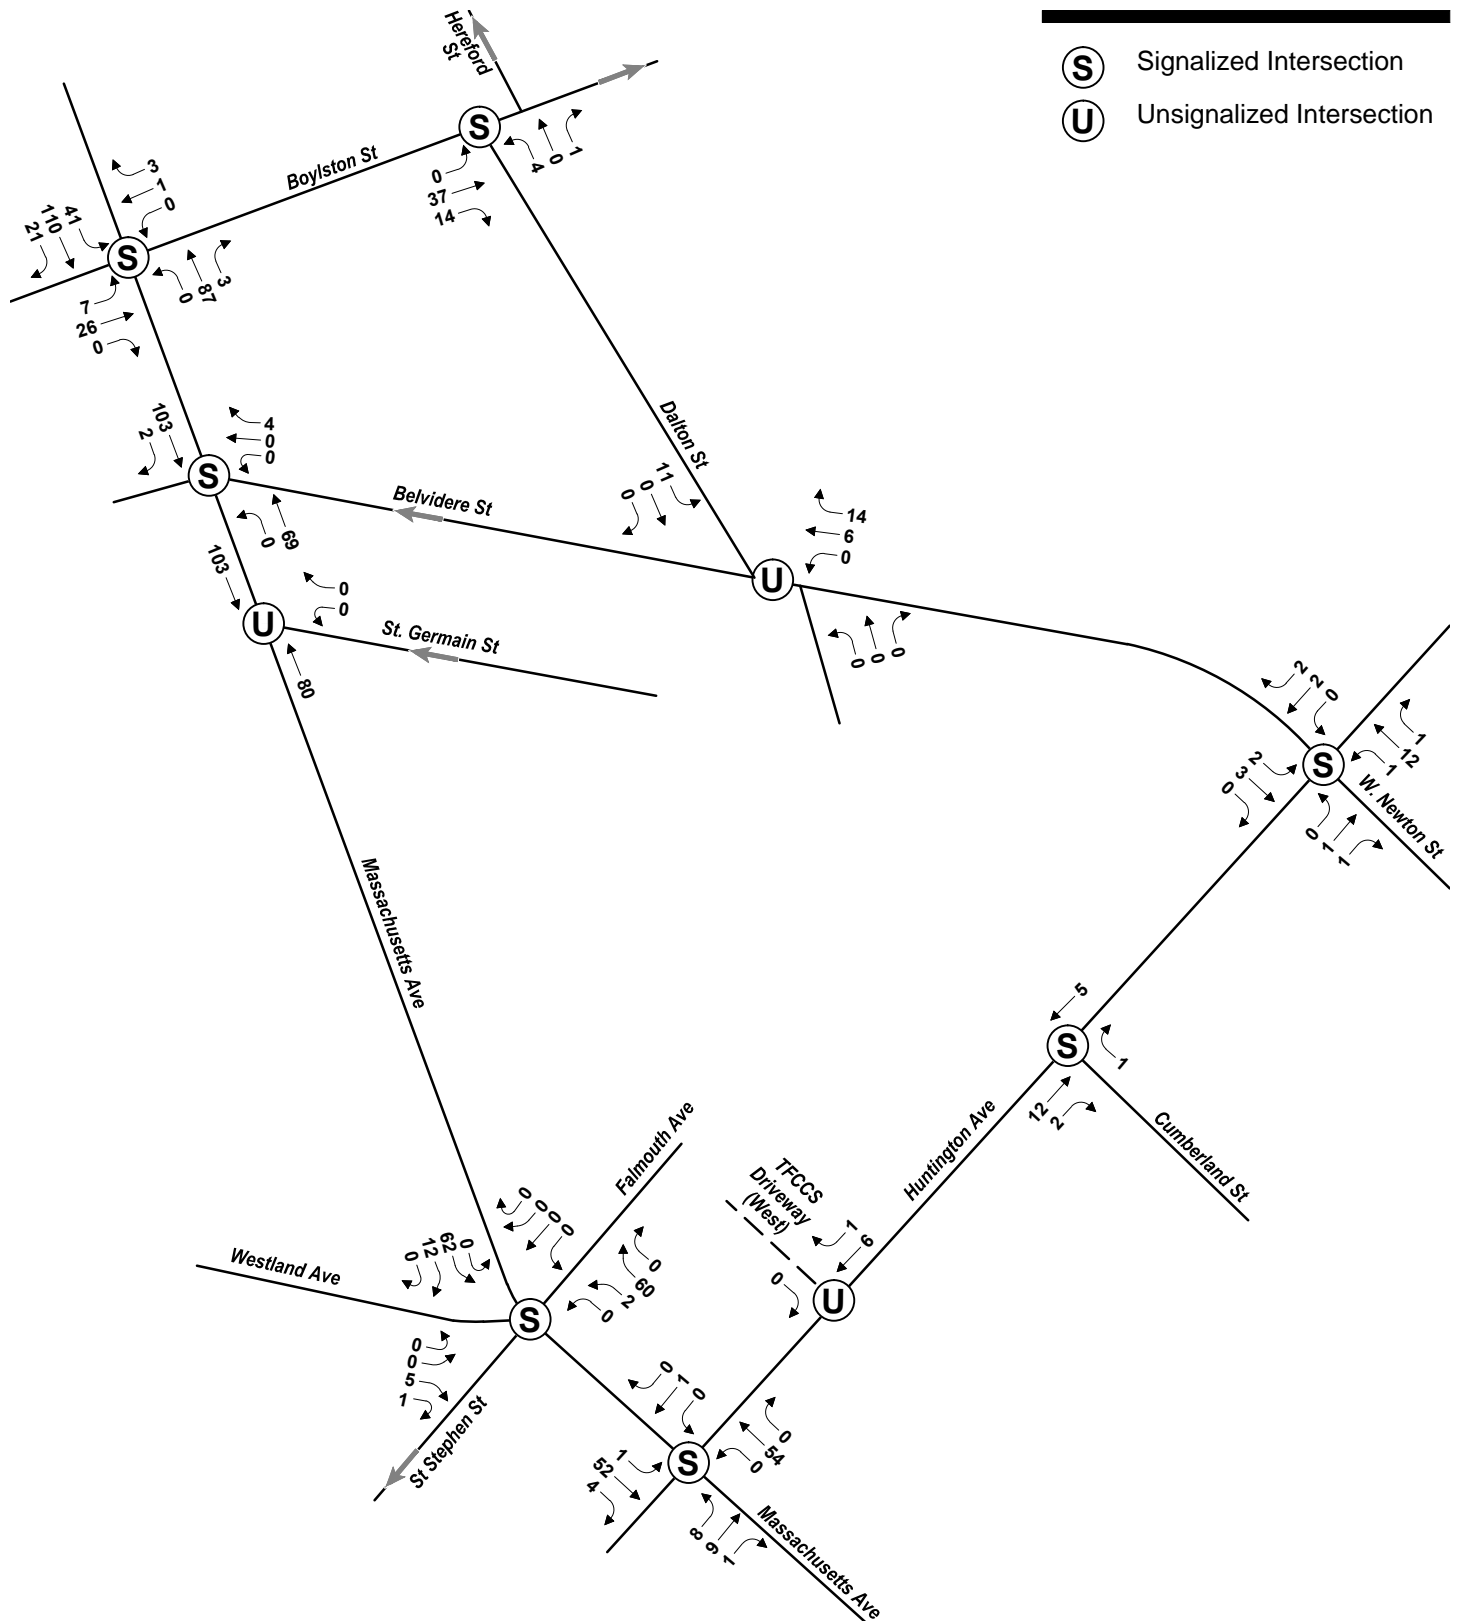 S Signalized Intersection
U Unsignalized Intersection
Hereford
St
S
Boylston St
0
37
14
4
0
1
3
1
0
41
110
21
S
7
26
0
0
87
3
103
2
4
0
0
S
Belvidere St
0
69
Dalton St
11
0
0
14
6
0
U
0
0
0
103
0
0
U
St. Germain St
80
2
2
0
2
3
0
S
1
12
1
W. Newton St
0
1
1
Massachusetts Ave
5
S
1
12
2
Cumberland St
Huntington Ave
TFCCS
Driveway
(West)
1
6
0
U
Falmouth Ave
0
0
0
0
0
62
12
0
Westland Ave
S
0
60
2
0
0
0
5
1
St Stephen St
0
1
0
1
52
4
S
0
54
0
8
9
1
Massachusetts Ave